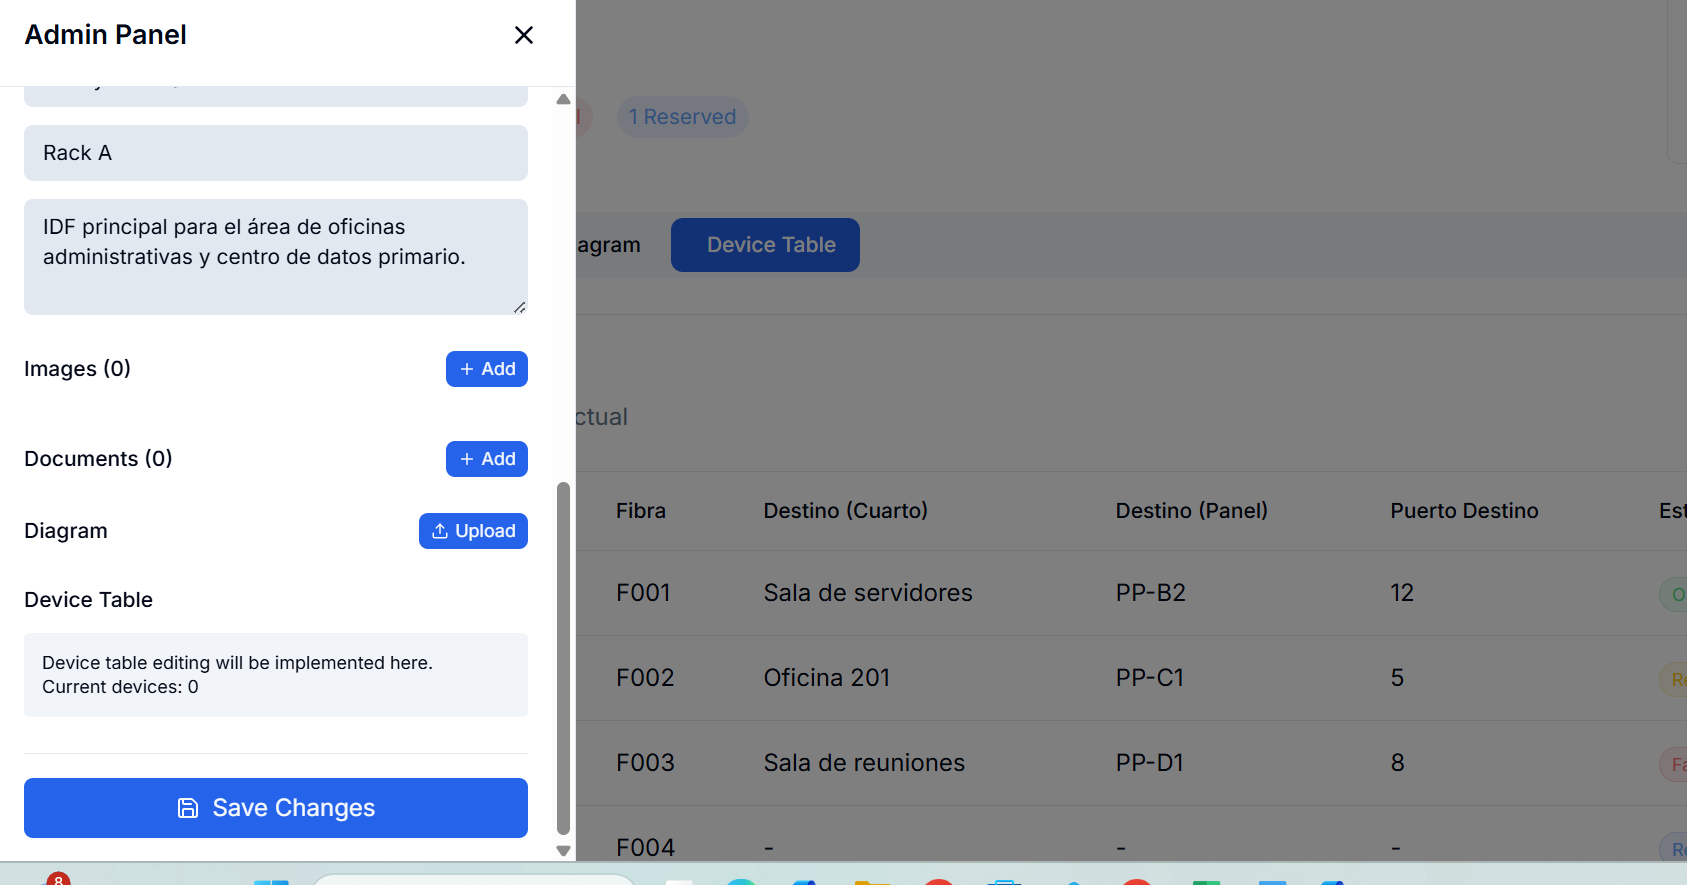 Admin Panel
Rack A
IDF principal para el área de oficinas
administrativas y centro de datos primario.
Images (0)
+ Add
Documents (0)
+ Add
Diagram
Upload
Device Table
Device table editing will be implemented here.
Current devices: 0
Save Changes
1 Reserved
agram
Device Table
ctual
Fibra Destino (Cuarto) Destino (Panel) Puerto Destino Est
F001 Sala de servidores PP-B2 12
F002 Oficina 201 PP-C1 5 Re
F003 Sala de reuniones PP-D1 8 Fa
F004 - - - Re
8